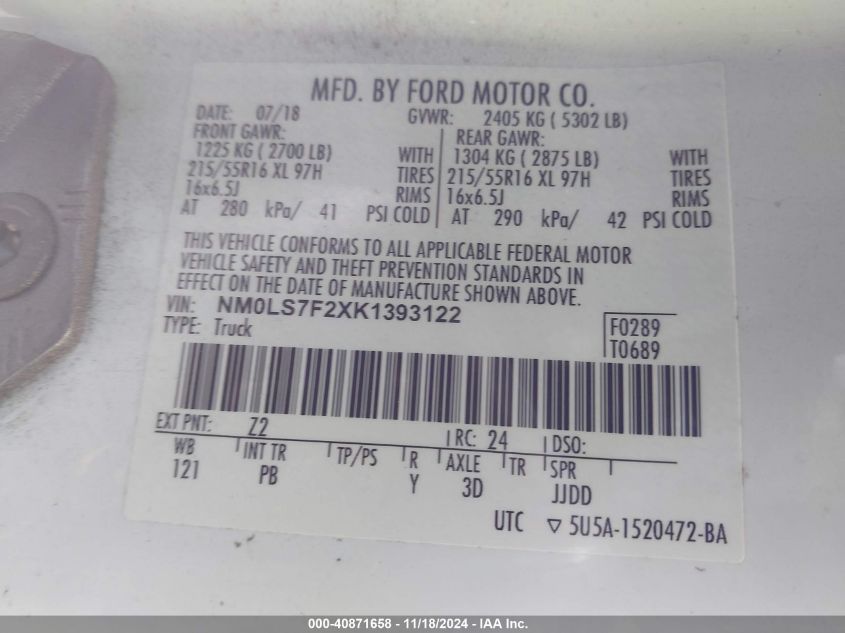 MFD. BY FORD MOTOR CO.
DATE: 07/18 GVWR: 2405 KG ( 5302 LB)
FRONT GAWR: REAR GAWR:
1225 KG ( 2700 LB) WITH 1304 KG ( 2875 LB) WITH
215/55R16 XL 97H TIRES 215/55R16 XL 97H TIRES
16x6.5J RIMS 16x6.5J RIMS
AT 280 kPa/ 41 PSI COLD AT 290 kPa/ 42 PSI COLD
THIS VEHICLE CONFORMS TO ALL APPLICABLE FEDERAL MOTOR
VEHICLE SAFETY AND THEFT PREVENTION STANDARDS IN
EFFECT ON THE DATE OF MANUFACTURE SHOWN ABOVE.
VIN: NM0LS7F2XK1393122
TYPE: Truck
F0289
T0689
EXT PNT: Z2 RC: 24 DSO:
WB INT TR TP/PS R AXLE TR SPR
121 PB Y 3D JJDD
UTC ▽ 5U5A-1520472-BA
000-40871658 - 11/18/2024 - IAA Inc.